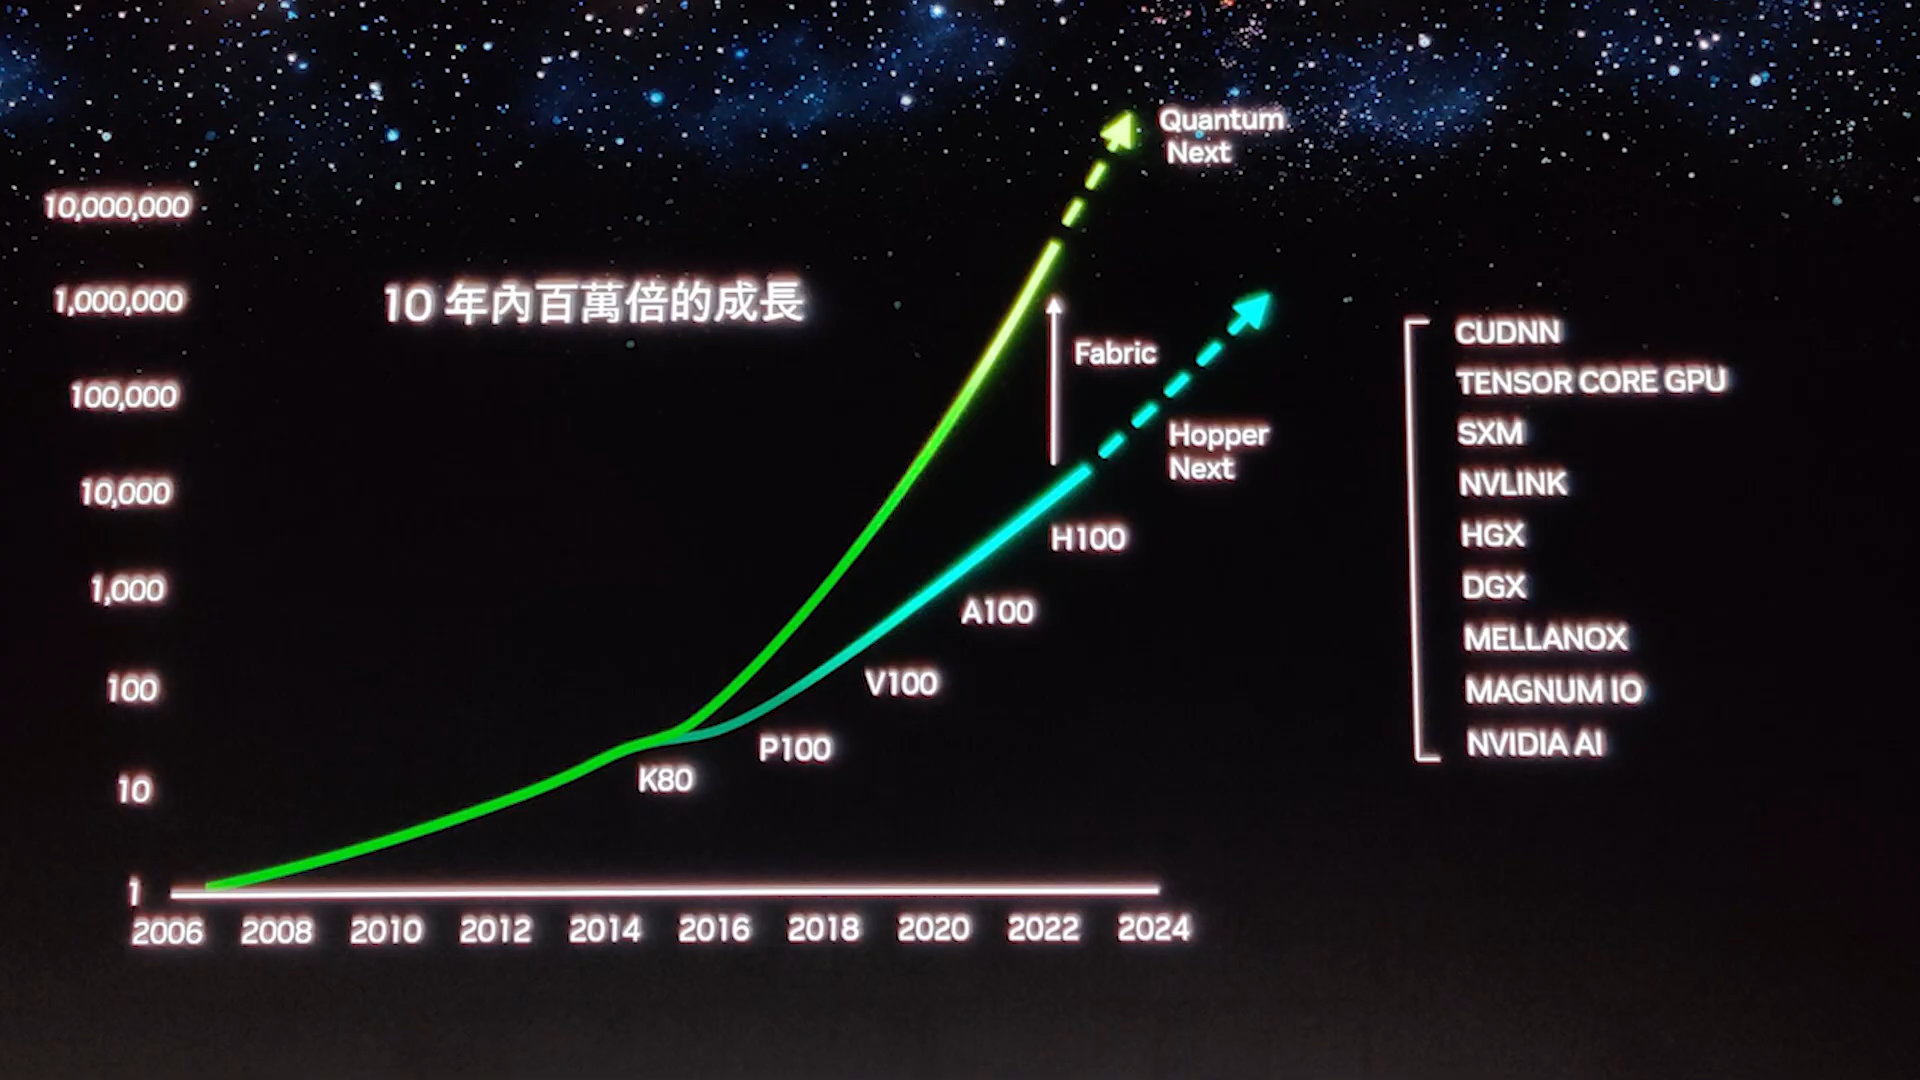 Quantum
Next
10,000,000
1,000,000
10 年內百萬倍的成長
Fabric
100,000
Hopper
Next
10,000
H100
1,000
A100
V100
100
P100
K80
10
1
2006 2008 2010 2012 2014 2016 2018 2020 2022 2024
CUDNN
TENSOR CORE GPU
SXM
NVLINK
HGX
DGX
MELLANOX
MAGNUM IO
NVIDIA AI